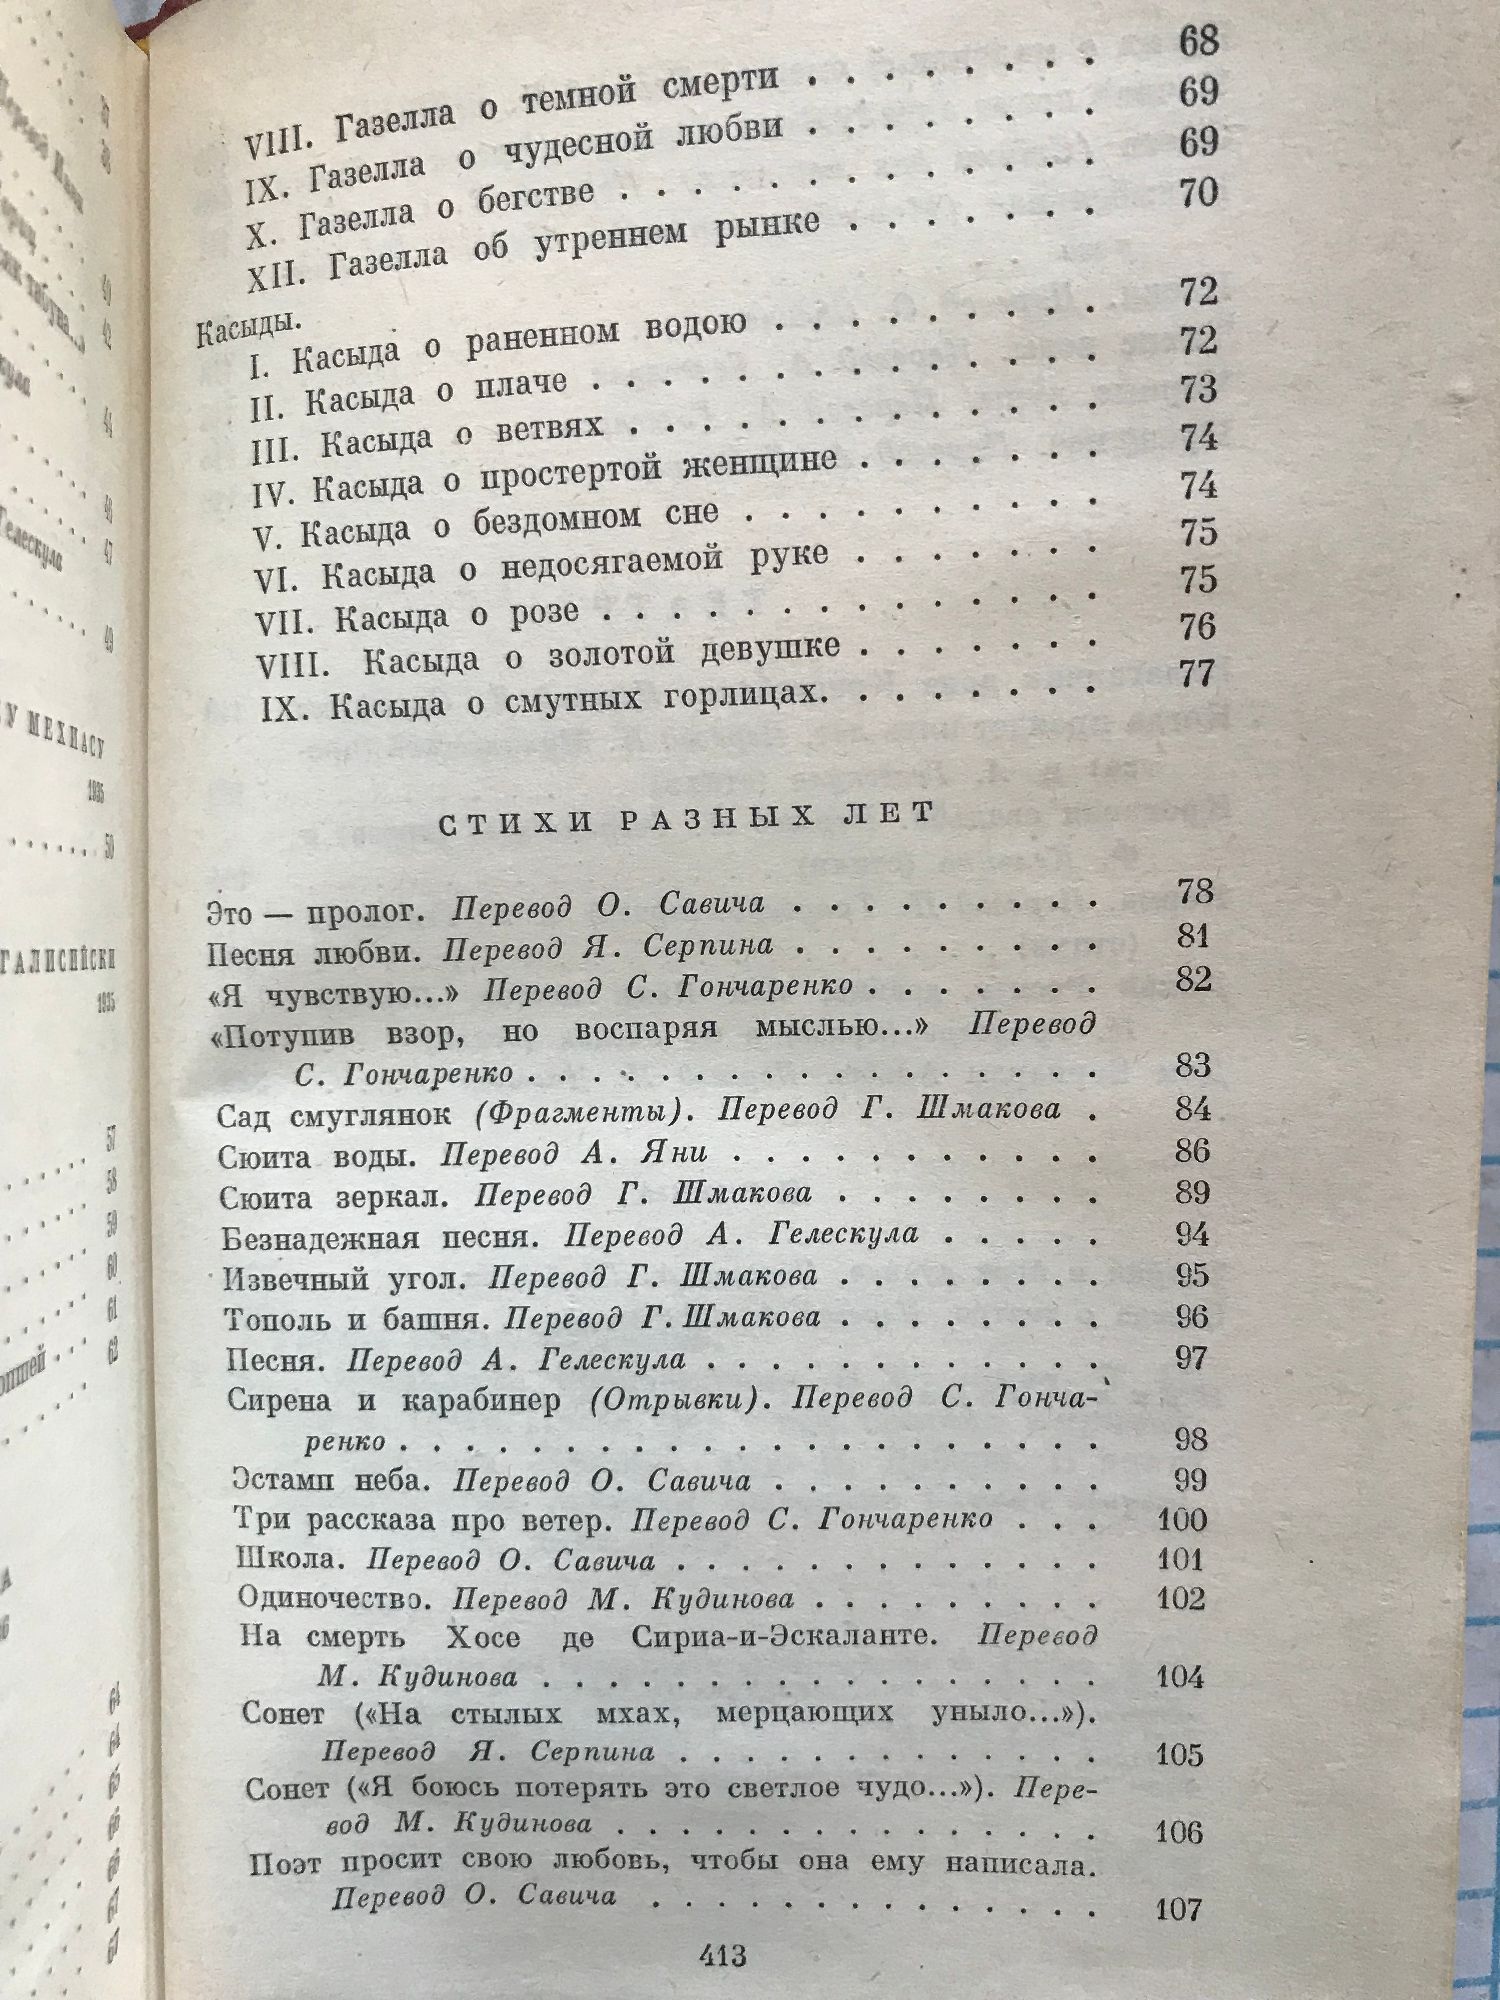 VIII. Газелла о темной смерти . . . . . . . . 68
IX. Газелла о чудесной любви . . . . . . . . 69
X. Газелла о бегстве . . . . . . . . . . . 69
XII. Газелла об утреннем рынке . . . . . . . 70
Касыды.
I. Касыда о раненном водою . . . . . . . . . 72
II. Касыда о плаче . . . . . . . . . . . . . . 72
III. Касыда о ветвях . . . . . . . . . . . . . 73
IV. Касыда о простертой женщине . . . . . . . 74
V. Касыда о бездомном сне . . . . . . . . . . 74
VI. Касыда о недосягаемой руке . . . . . . . 75
VII. Касыда о розе . . . . . . . . . . . . . . 75
VIII. Касыда о золотой девушке . . . . . . . 76
IX. Касыда о смутных горлицах. . . . . . . . 77
СТИХИ РАЗНЫХ ЛЕТ
Это — пролог. Перевод О. Савича . . . . . . . . . 78
Песня любви. Перевод Я. Серпина . . . . . . . . . 81
«Я чувствую...» Перевод С. Гончаренко . . . . . . . 82
«Потупив взор, но воспаряя мыслью...» Перевод
С. Гончаренко . . . . . . . . . . . . . . . . . 83
Сад смуглянок (Фрагменты). Перевод Г. Шмакова . 84
Сюита воды. Перевод А. Яни . . . . . . . . . . . 86
Сюита зеркал. Перевод Г. Шмакова . . . . . . . . 89
Безнадежная песня. Перевод А. Гелескула . . . . . 94
Извечный угол. Перевод Г. Шмакова . . . . . . . . 95
Тополь и башня. Перевод Г. Шмакова . . . . . . . . 96
Песня. Перевод А. Гелескула . . . . . . . . . . . . 97
Сирена и карабинер (Отрывки). Перевод С. Гонча-
ренко . . . . . . . . . . . . . . . . . . . . . 98
Эстамп неба. Перевод О. Савича . . . . . . . . . . 99
Три рассказа про ветер. Перевод С. Гончаренко . . . 100
Школа. Перевод О. Савича . . . . . . . . . . . . . 101
Одиночество. Перевод М. Кудинова . . . . . . . . . 102
На смерть Хосе де Сириа-и-Эскаланте. Перевод
М. Кудинова . . . . . . . . . . . . . . . . . 104
Сонет («На стылых мхах, мерцающих уныло...»).
Перевод Я. Серпина . . . . . . . . . . . . . 105
Сонет («Я боюсь потерять это светлое чудо...»). Пере-
вод М. Кудинова . . . . . . . . . . . . . . . 106
Поэт просит свою любовь, чтобы она ему написала.
Перевод О. Савича . . . . . . . . . . . . . . 107
413